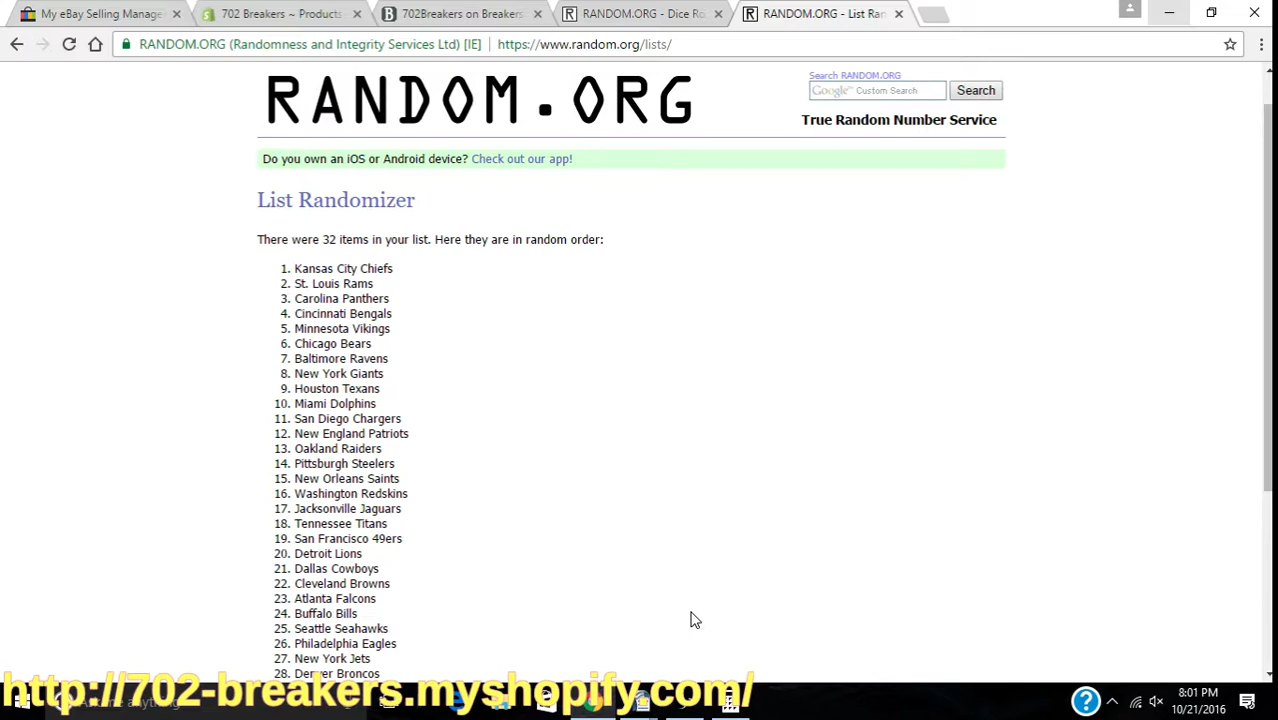 My eBay Selling Manage
702 Breakers ~ Products
702Breakers on Breakers
RANDOM.ORG - Dice Ro
RANDOM.ORG - List Ran
RANDOM.ORG (Randomness and Integrity Services Ltd) [IE]
https://www.random.org/lists/
RANDOM.ORG
Search RANDOM.ORG
Google™ Custom Search
Search
True Random Number Service
Do you own an iOS or Android device? Check out our app!
List Randomizer
There were 32 items in your list. Here they are in random order:
1. Kansas City Chiefs
2. St. Louis Rams
3. Carolina Panthers
4. Cincinnati Bengals
5. Minnesota Vikings
6. Chicago Bears
7. Baltimore Ravens
8. New York Giants
9. Houston Texans
10. Miami Dolphins
11. San Diego Chargers
12. New England Patriots
13. Oakland Raiders
14. Pittsburgh Steelers
15. New Orleans Saints
16. Washington Redskins
17. Jacksonville Jaguars
18. Tennessee Titans
19. San Francisco 49ers
20. Detroit Lions
21. Dallas Cowboys
22. Cleveland Browns
23. Atlanta Falcons
24. Buffalo Bills
25. Seattle Seahawks
26. Philadelphia Eagles
27. New York Jets
28. Denver Broncos
http://702-breakers.myshopify.com/
8:01 PM
10/21/2016